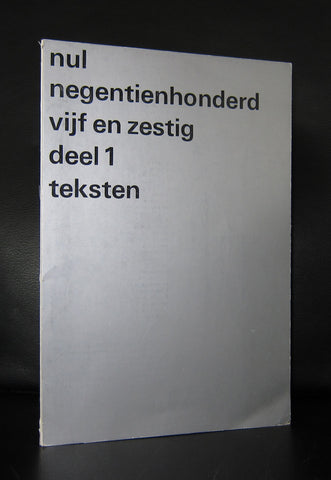 nul
negentienhonderd
vijf en zestig
deel 1
teksten